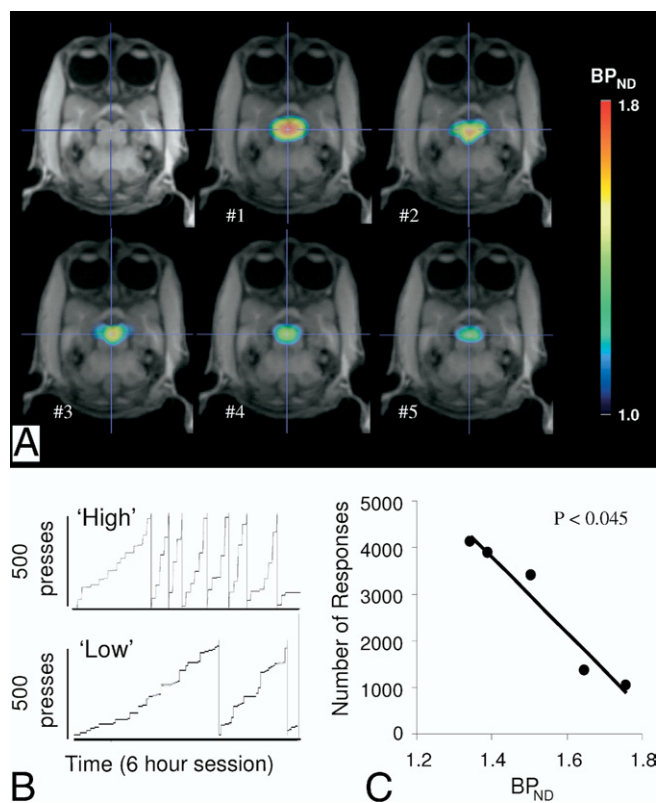 BPND
1.8
#1
#2
#3
#4
#5
1.0
A
'High'
500 presses
'Low'
500 presses
Time (6 hour session)
B
P < 0.045
Number of Responses
5000
4000
3000
2000
1000
0
1.2
1.4
1.6
1.8
BPND
C